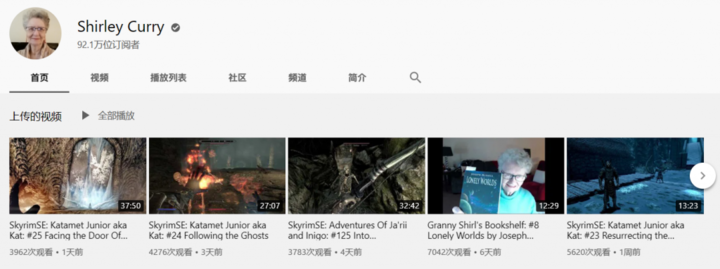 Shirley Curry
92.1万位订阅者
首页 视频 播放列表 社区 频道 简介
上传的视频 全部播放
LONELY WORLDS
37:50 27:07 32:42 12:29 13:23
SkyrimSE: Katamet Junior aka
Kat: #25 Facing the Door Of...
3962次观看 • 1天前
SkyrimSE: Katamet Junior aka
Kat: #24 Following the Ghosts
4276次观看 • 3天前
SkyrimSE: Adventures Of Ja'rii
and Inigo: #125 Into...
3783次观看 • 4天前
Granny Shirl's Bookshelf: #8
Lonely Worlds by Joseph...
7042次观看 • 6天前
SkyrimSE: Katamet Junior aka
Kat: #23 Resurrecting the...
5620次观看 • 1周前